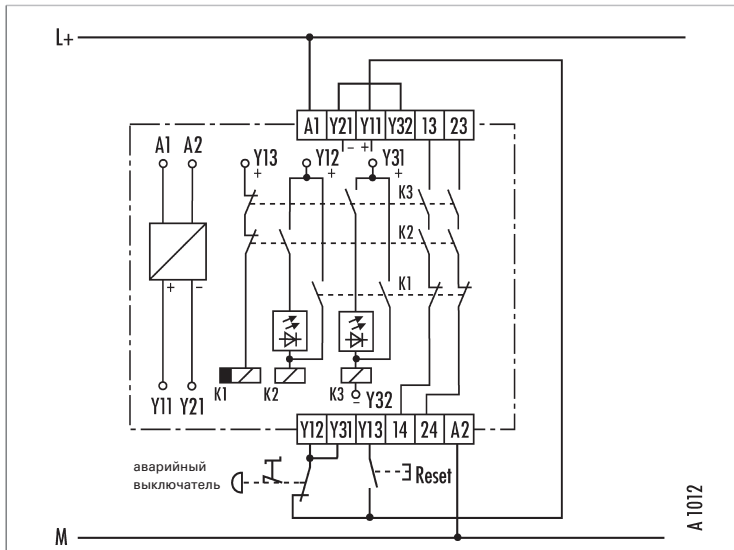 L+
A1 Y21 Y11 Y32 13 23
− +
A1 A2 Y13 Y12 Y31
+ + +
K3
K2
K1
+ −
K1 K2 K3 Y32
−
Y11 Y21
Y12 Y31 Y13 14 24 A2
аварийный
выключатель
Reset
A 1012
M